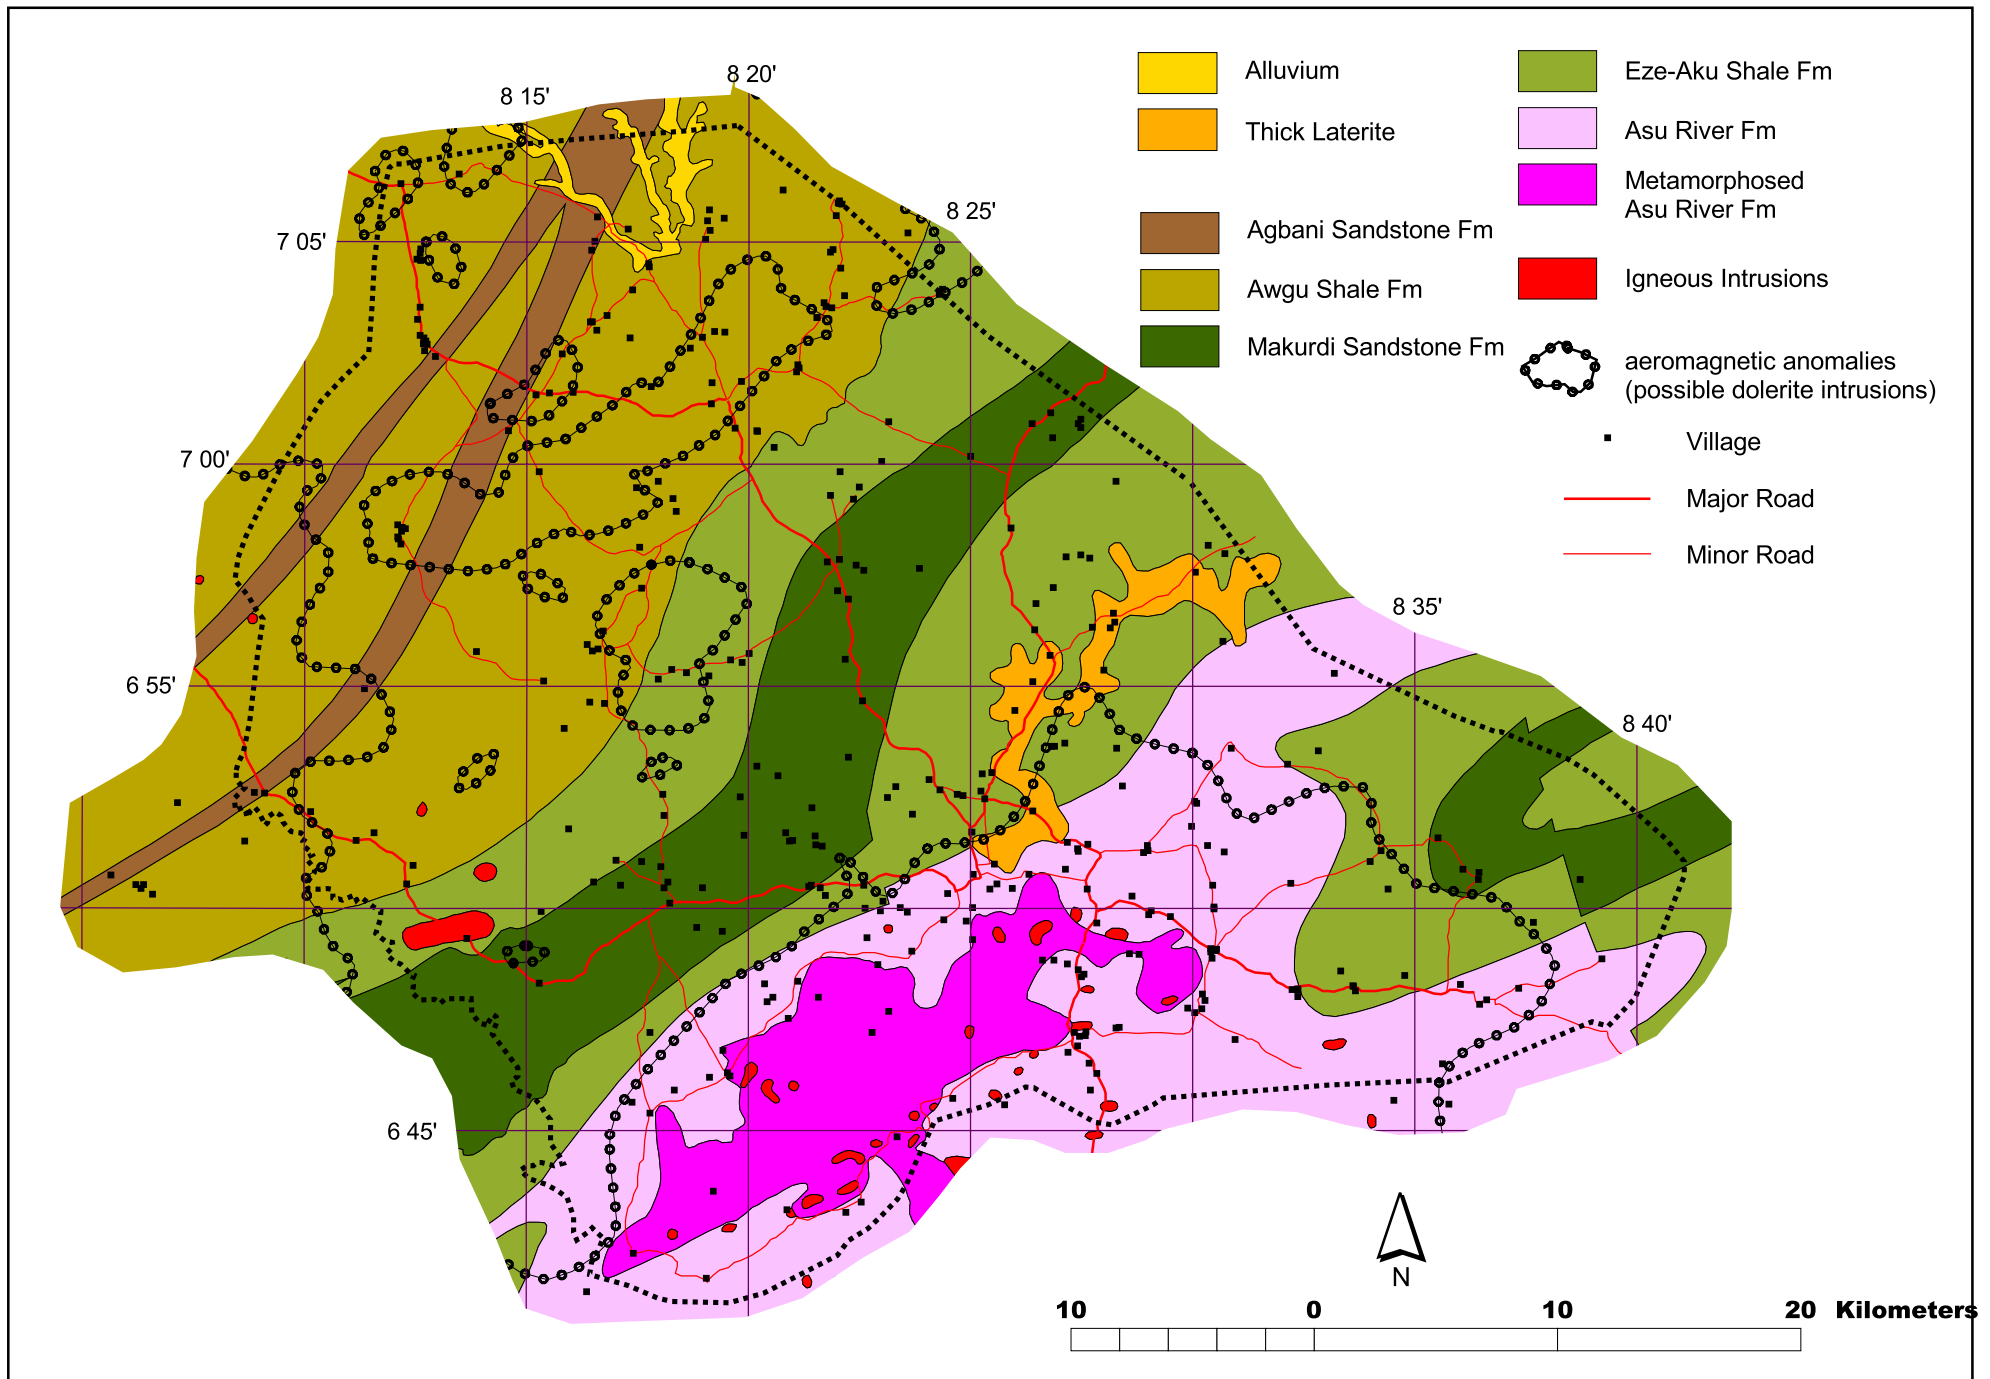 8 15'
8 20'
8 25'
7 05'
7 00'
6 55'
6 45'
8 35'
8 40'
Alluvium
Thick Laterite
Agbani Sandstone Fm
Awgu Shale Fm
Makurdi Sandstone Fm
Eze-Aku Shale Fm
Asu River Fm
Metamorphosed
Asu River Fm
Igneous Intrusions
aeromagnetic anomalies
(possible dolerite intrusions)
Village
Major Road
Minor Road
N
10 0 10 20 Kilometers